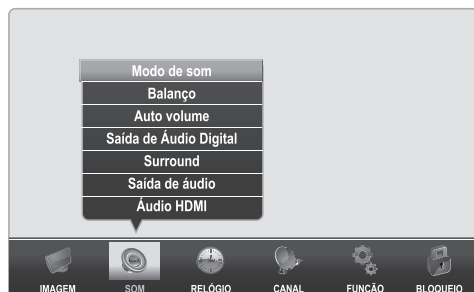 Modo de som
Balanço
Auto volume
Saída de Áudio Digital
Surround
Saída de áudio
Áudio HDMI
IMAGEM SOM RELÓGIO CANAL FUNÇÃO BLOQUEIO